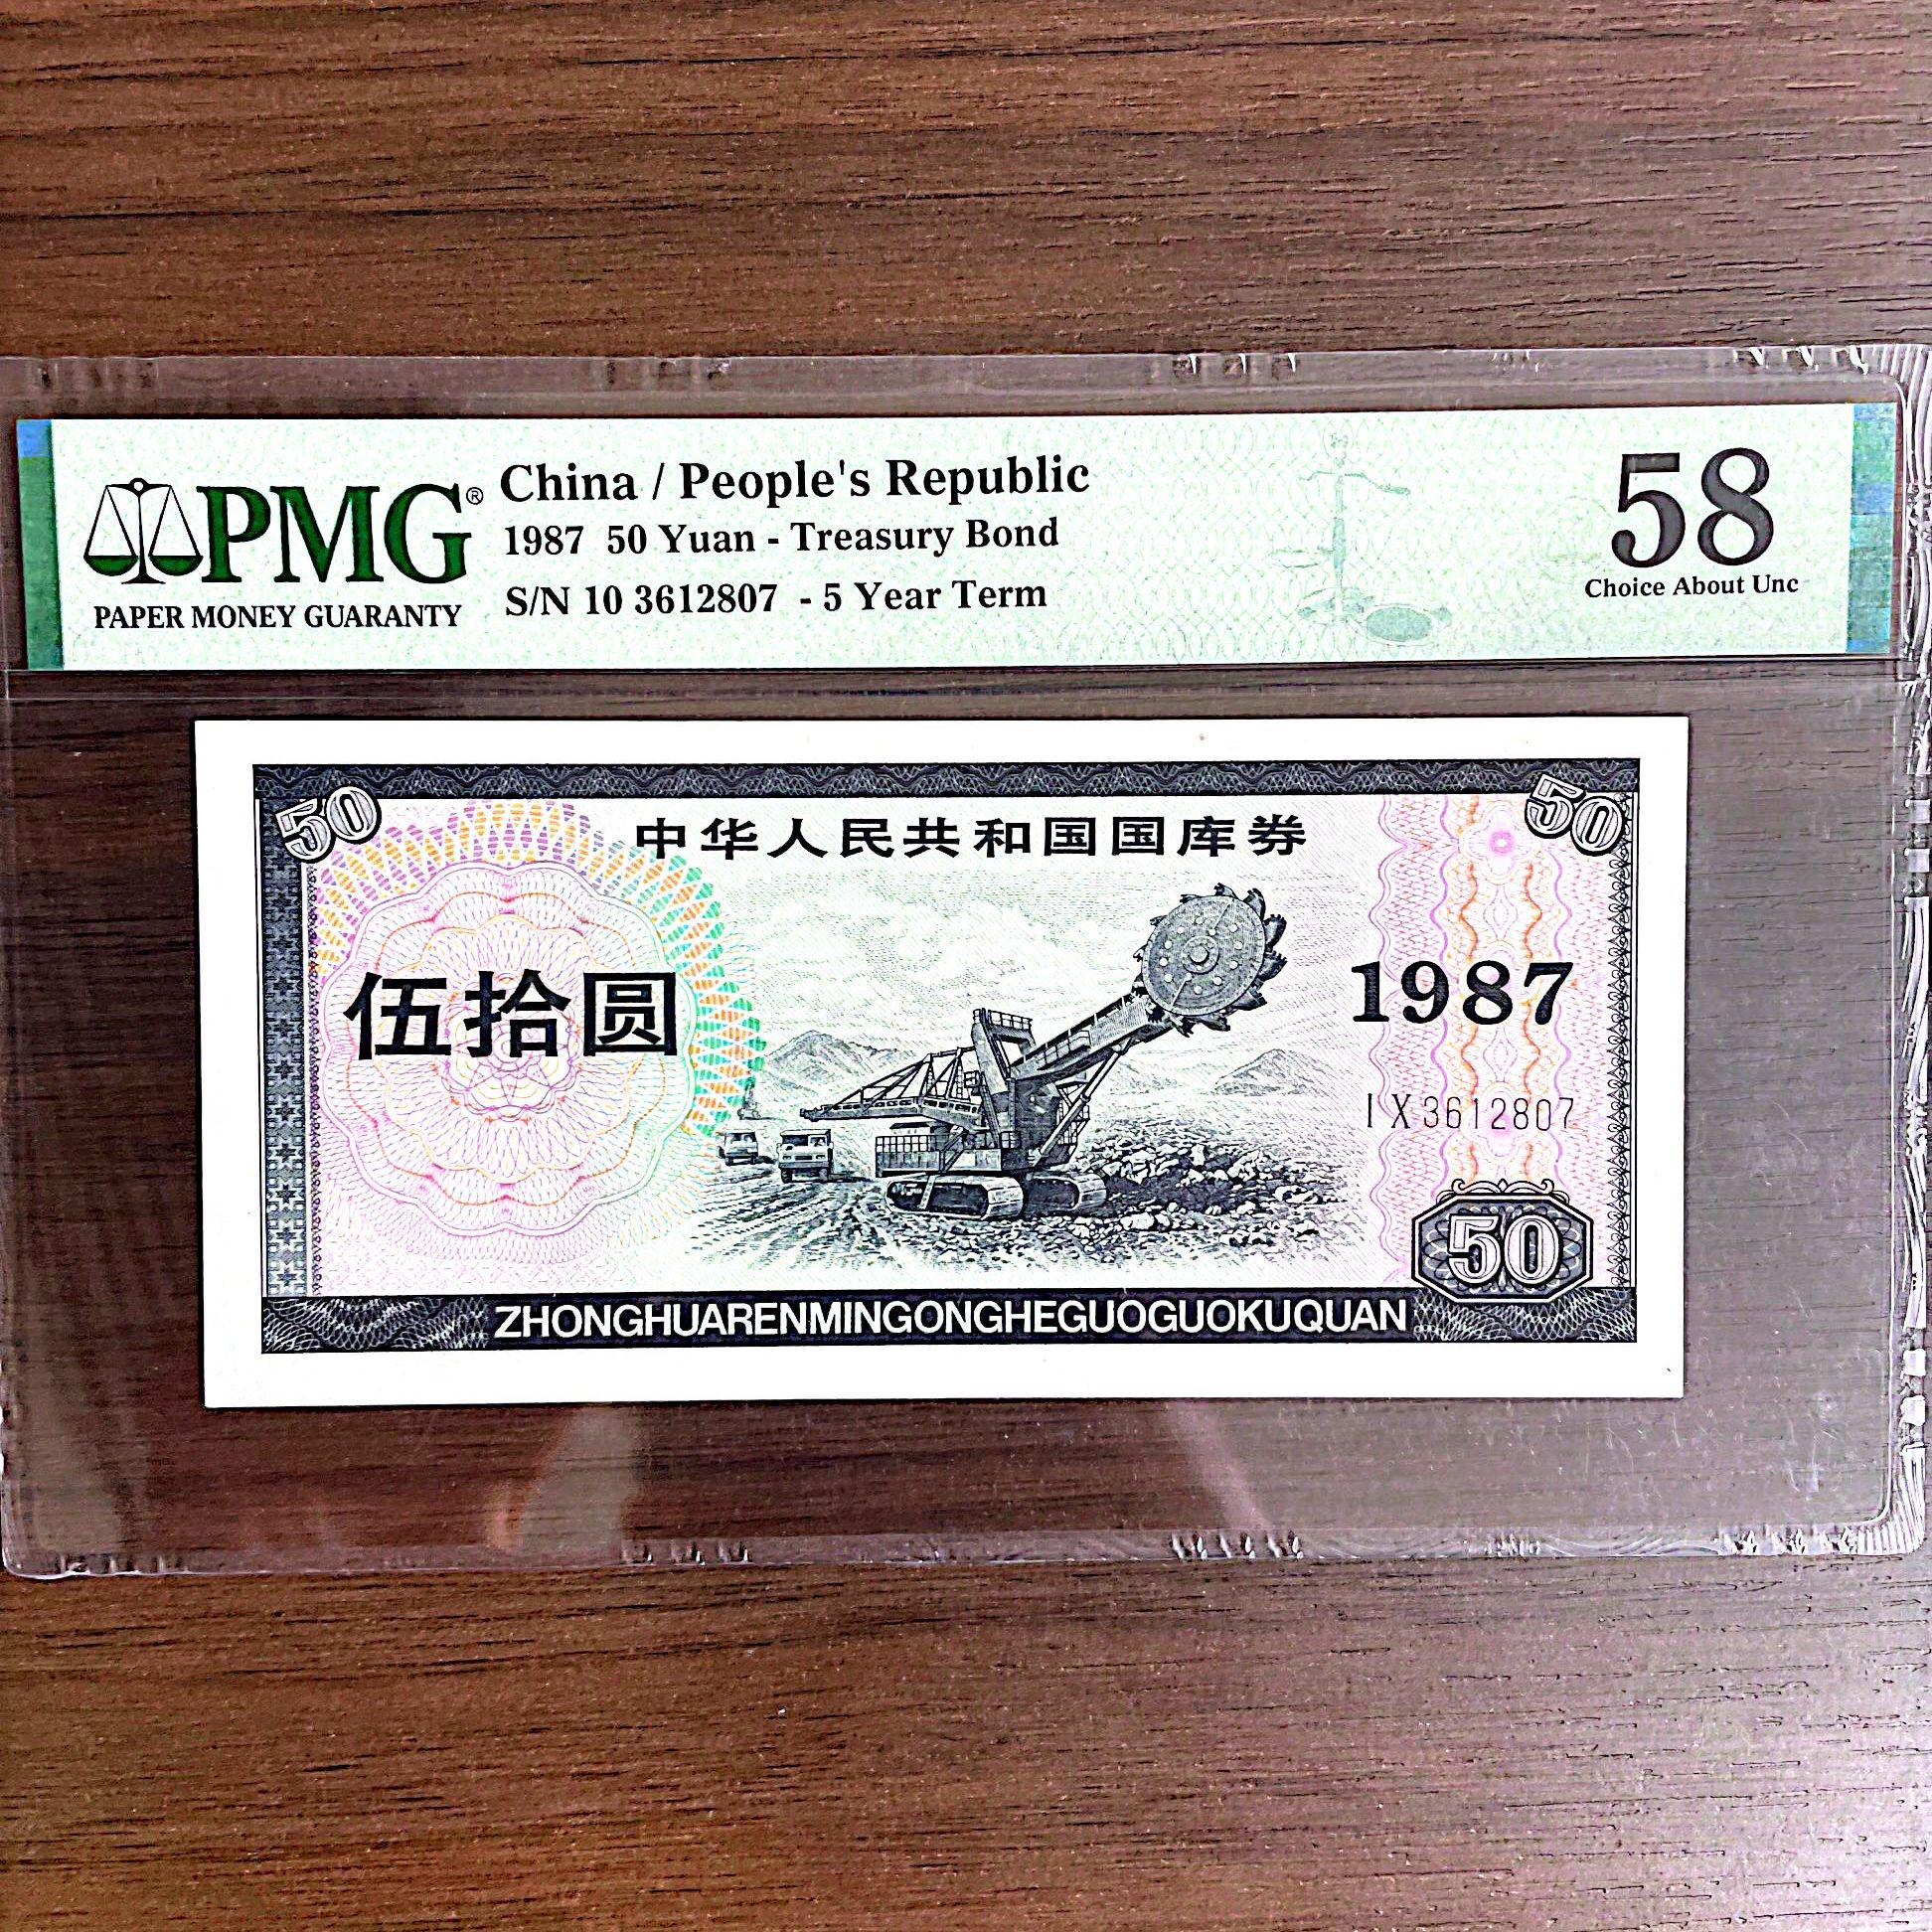 PMG®
PAPER MONEY GUARANTY
China / People's Republic
1987 50 Yuan - Treasury Bond
S/N 10 3612807 - 5 Year Term
58
Choice About Unc
50
中华人民共和国国库券
50
伍拾圆
1987
IX3612807
50
ZHONGHUARENMINGONGHEGUOGUOKUQUAN